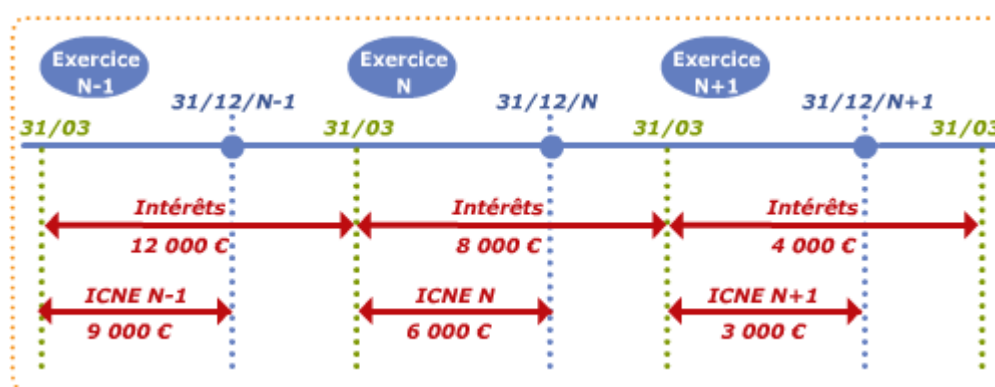 Exercice
N-1
Exercice
N
Exercice
N+1
31/12/N-1
31/12/N
31/12/N+1
31/03
31/03
31/03
31/03
Intérêts
Intérêts
Intérêts
12 000 €
8 000 €
4 000 €
ICNE N-1
ICNE N
ICNE N+1
9 000 €
6 000 €
3 000 €